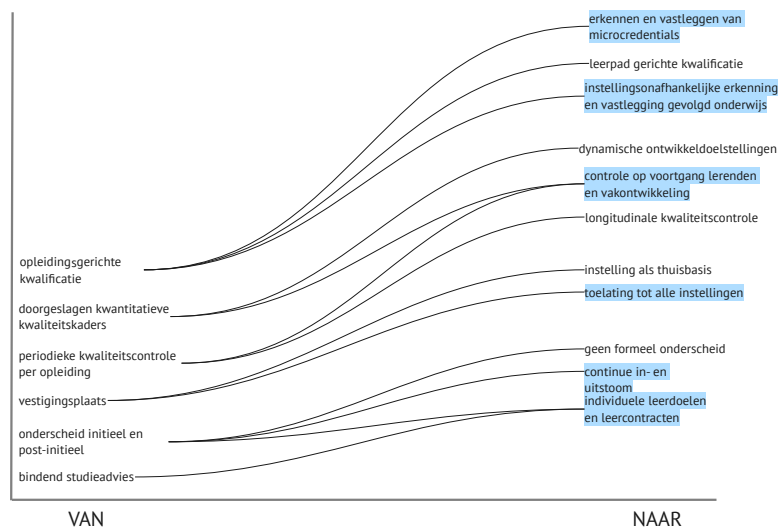 erkennen en vastleggen van
microcredentials
leerpad gerichte kwalificatie
instellingsonafhankelijke erkenning
en vastlegging gevolgd onderwijs
dynamische ontwikkeldoelstellingen
controle op voortgang lerenden
en vakontwikkeling
longitudinale kwaliteitscontrole
opleidingsgerichte
kwalificatie
instelling als thuisbasis
toelating tot alle instellingen
doorgeslagen kwantitatieve
kwaliteitskaders
periodieke kwaliteitscontrole
per opleiding
geen formeel onderscheid
continue in- en
uitstoom
vestigingsplaats
individuele leerdoelen
en leercontracten
onderscheid initieel en
post-initieel
bindend studieadvies
VAN
NAAR